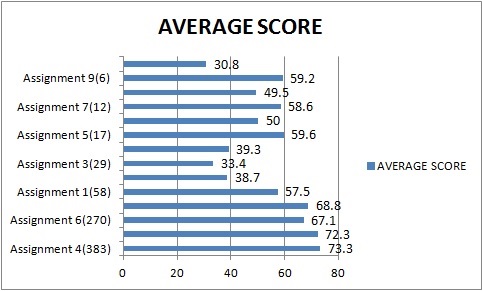 AVERAGE SCORE
30.8
Assignment 9(6) 59.2
49.5
Assignment 7(12) 58.6
50
Assignment 5(17) 59.6
39.3
Assignment 3(29) 33.4
38.7
Assignment 1(58) 57.5
68.8
Assignment 6(270) 67.1
72.3
Assignment 4(383) 73.3
0 20 40 60 80
AVERAGE SCORE